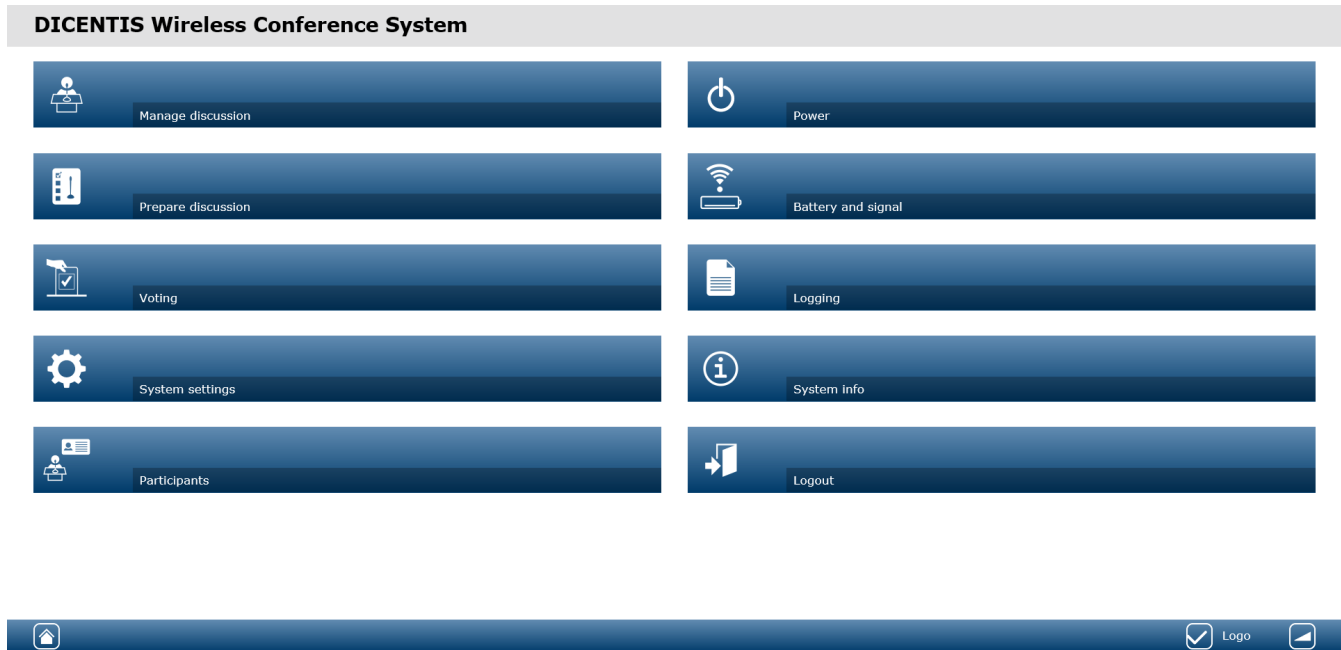 DICENTIS Wireless Conference System
Manage discussion
Power
Prepare discussion
Battery and signal
Voting
Logging
System settings
System info
Participants
Logout
Logo